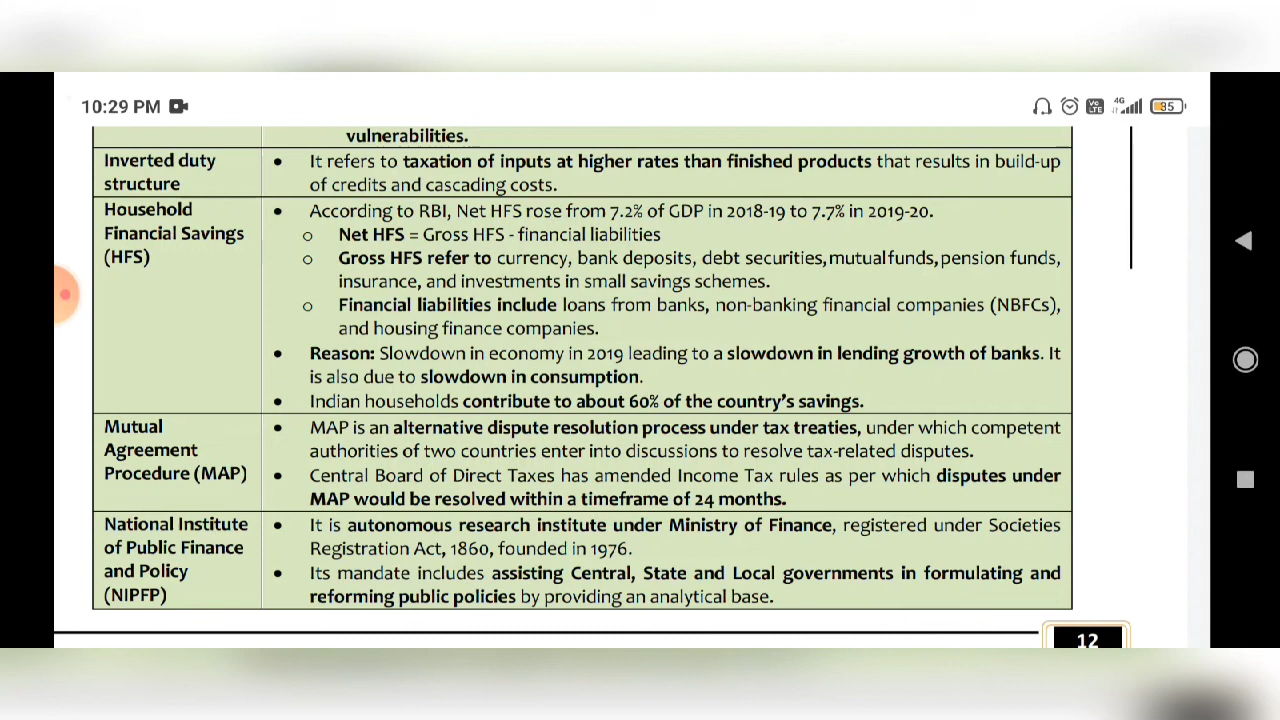 10:29 PM
4G
Vo
LTE
35
vulnerabilities.
Inverted duty
structure
• It refers to taxation of inputs at higher rates than finished products that results in build-up
of credits and cascading costs.
Household
Financial Savings
(HFS)
• According to RBI, Net HFS rose from 7.2% of GDP in 2018-19 to 7.7% in 2019-20.
o Net HFS = Gross HFS - financial liabilities
o Gross HFS refer to currency, bank deposits, debt securities, mutual funds, pension funds,
insurance, and investments in small savings schemes.
o Financial liabilities include loans from banks, non-banking financial companies (NBFCs),
and housing finance companies.
• Reason: Slowdown in economy in 2019 leading to a slowdown in lending growth of banks. It
is also due to slowdown in consumption.
• Indian households contribute to about 60% of the country's savings.
Mutual
Agreement
Procedure (MAP)
• MAP is an alternative dispute resolution process under tax treaties, under which competent
authorities of two countries enter into discussions to resolve tax-related disputes.
• Central Board of Direct Taxes has amended Income Tax rules as per which disputes under
MAP would be resolved within a timeframe of 24 months.
National Institute
of Public Finance
and Policy
(NIPFP)
• It is autonomous research institute under Ministry of Finance, registered under Societies
Registration Act, 1860, founded in 1976.
• Its mandate includes assisting Central, State and Local governments in formulating and
reforming public policies by providing an analytical base.
12